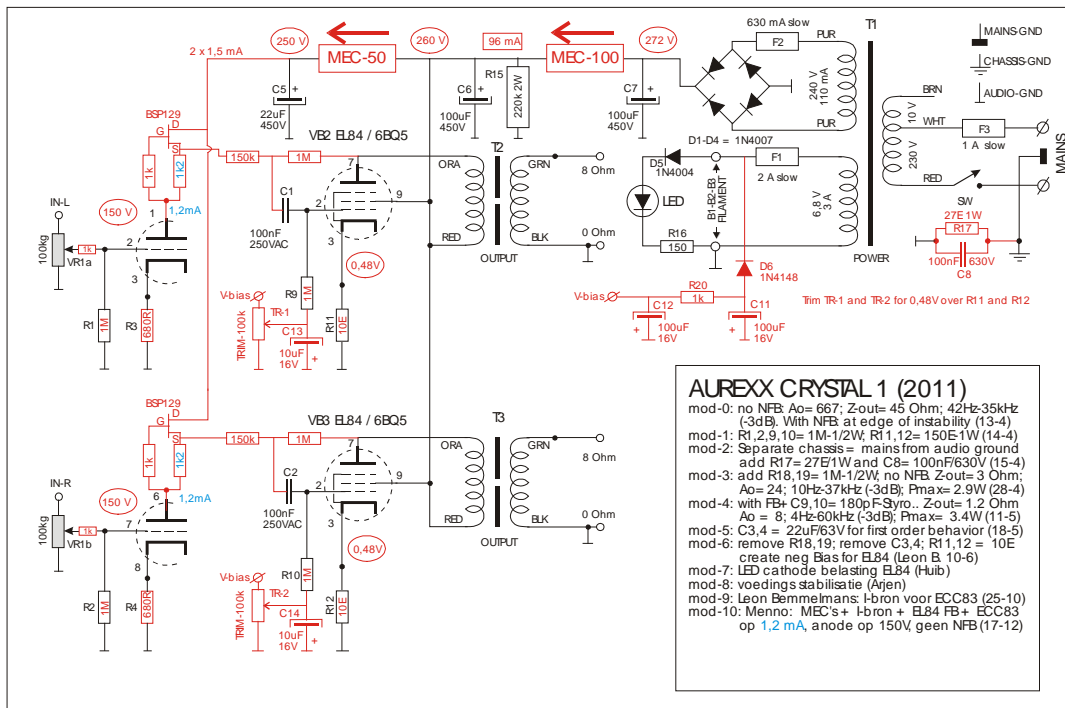 250 V
MEC-50
260 V
96 mA
MEC-100
272 V
630 mA slow
F2
PUR
T1
MAINS-GND
CHASSIS-GND
AUDIO-GND
2 x 1,5 mA
C5
+
22uF
450V
C6
+
100uF
450V
R15
220k 2W
C7
+
100uF
450V
240 V
110 mA
PUR
D1-D4 = 1N4007
BRN
10 V
WHT
F3
1 A slow
230 V
RED
SW
MAINS
BSP129
G
D
S
1k
1k2
150k
1M
VB2 EL84 / 6BQ5
7
9
2
3
ORA
RED
T2
GRN
8 Ohm
BLK
0 Ohm
OUTPUT
D5
1N4004
LED
R16
150
B1-B2-B3
FILAMENT
F1
2 A slow
6,8 V
3 A
POWER
27E 1W
R17
100nF
630V
C8
C1
100nF
250VAC
IN-L
150 V
1
1,2mA
100kg
1k
VR1a
2
3
R1
1M
R3
680R
R9
1M
0,48V
V-bias
TR-1
TRIM-100k
C13
10uF
16V
+
R11
10E
D6
1N4148
V-bias
R20
1k
C12
100uF
16V
+
C11
100uF
16V
+
Trim TR-1 and TR-2 for 0,48V over R11 and R12
BSP129
G
D
S
1k
1k2
150k
1M
VB3 EL84 / 6BQ5
7
9
2
3
ORA
RED
T3
GRN
8 Ohm
BLK
0 Ohm
OUTPUT
C2
100nF
250VAC
IN-R
150 V
6
1,2mA
100kg
1k
VR1b
7
8
R2
1M
R4
680R
R10
1M
0,48V
V-bias
TR-2
TRIM-100k
C14
10uF
16V
+
R12
10E
AUREXX CRYSTAL 1 (2011)
mod-0: no NFB: Ao= 667; Z-out= 45 Ohm; 42Hz-35kHz
(-3dB). With NFB: at edge of instability (13-4)
mod-1: R1,2,9,10= 1M-1/2W; R11,12= 150E-1W (14-4)
mod-2: Separate chassis= mains from audio ground
add R17= 27E/1W and C8= 100nF/630V (15-4)
mod-3: add R18,19= 1M-1/2W; no NFB. Z-out= 3 Ohm;
Ao= 24; 10Hz-37kHz (-3dB); Pmax= 2.9W (28-4)
mod-4: with FB+ C9,10= 180pF-Styro.. Z-out= 1.2 Ohm
Ao = 8; 4Hz-60kHz (-3dB); Pmax= 3.4W (11-5)
mod-5: C3,4 = 22uF/63V for first order behavior (18-5)
mod-6: remove R18,19; remove C3,4; R11,12 = 10E
create neg Bias for EL84 (Leon B. 10-6)
mod-7: LED cathode belasting EL84 (Huib)
mod-8: voedings stabilisatie (Arjen)
mod-9: Leon Bemmelmans: I-bron voor ECC83 (25-10)
mod-10: Menno: MEC's + I-bron + EL84 FB+ ECC83
op 1,2 mA, anode op 150V, geen NFB (17-12)